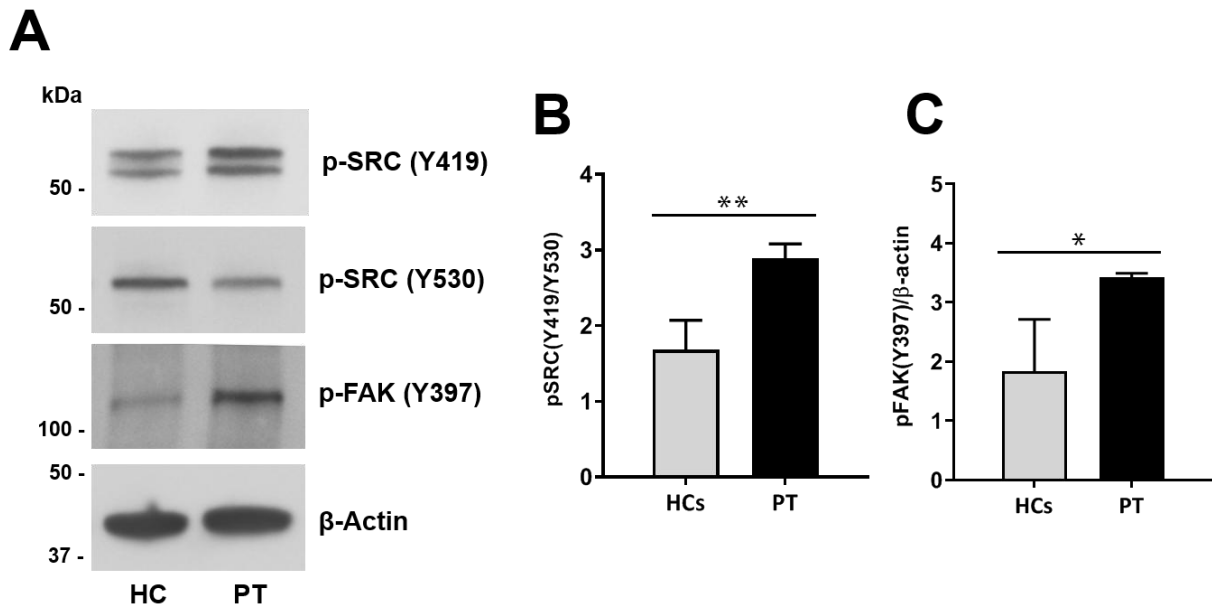 A
kDa
50 -
p-SRC (Y419)
50 -
p-SRC (Y530)
100 -
p-FAK (Y397)
50 -
37 -
β-Actin
HC PT
B
pSRC(Y419/Y530)
4
3
2
1
0
**
HCs PT
C
pFAK(Y397)/β-actin
5
4
3
2
1
0
*
HCs PT